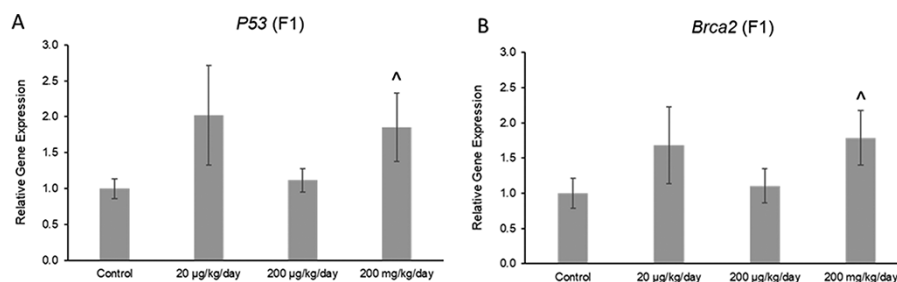 A
P53 (F1)
Relative Gene Expression
3.0
2.5
2.0
1.5
1.0
0.5
0.0
^
Control
20 µg/kg/day
200 µg/kg/day
200 mg/kg/day
B
Brca2 (F1)
Relative Gene Expression
3.0
2.5
2.0
1.5
1.0
0.5
0.0
^
Control
20 µg/kg/day
200 µg/kg/day
200 mg/kg/day